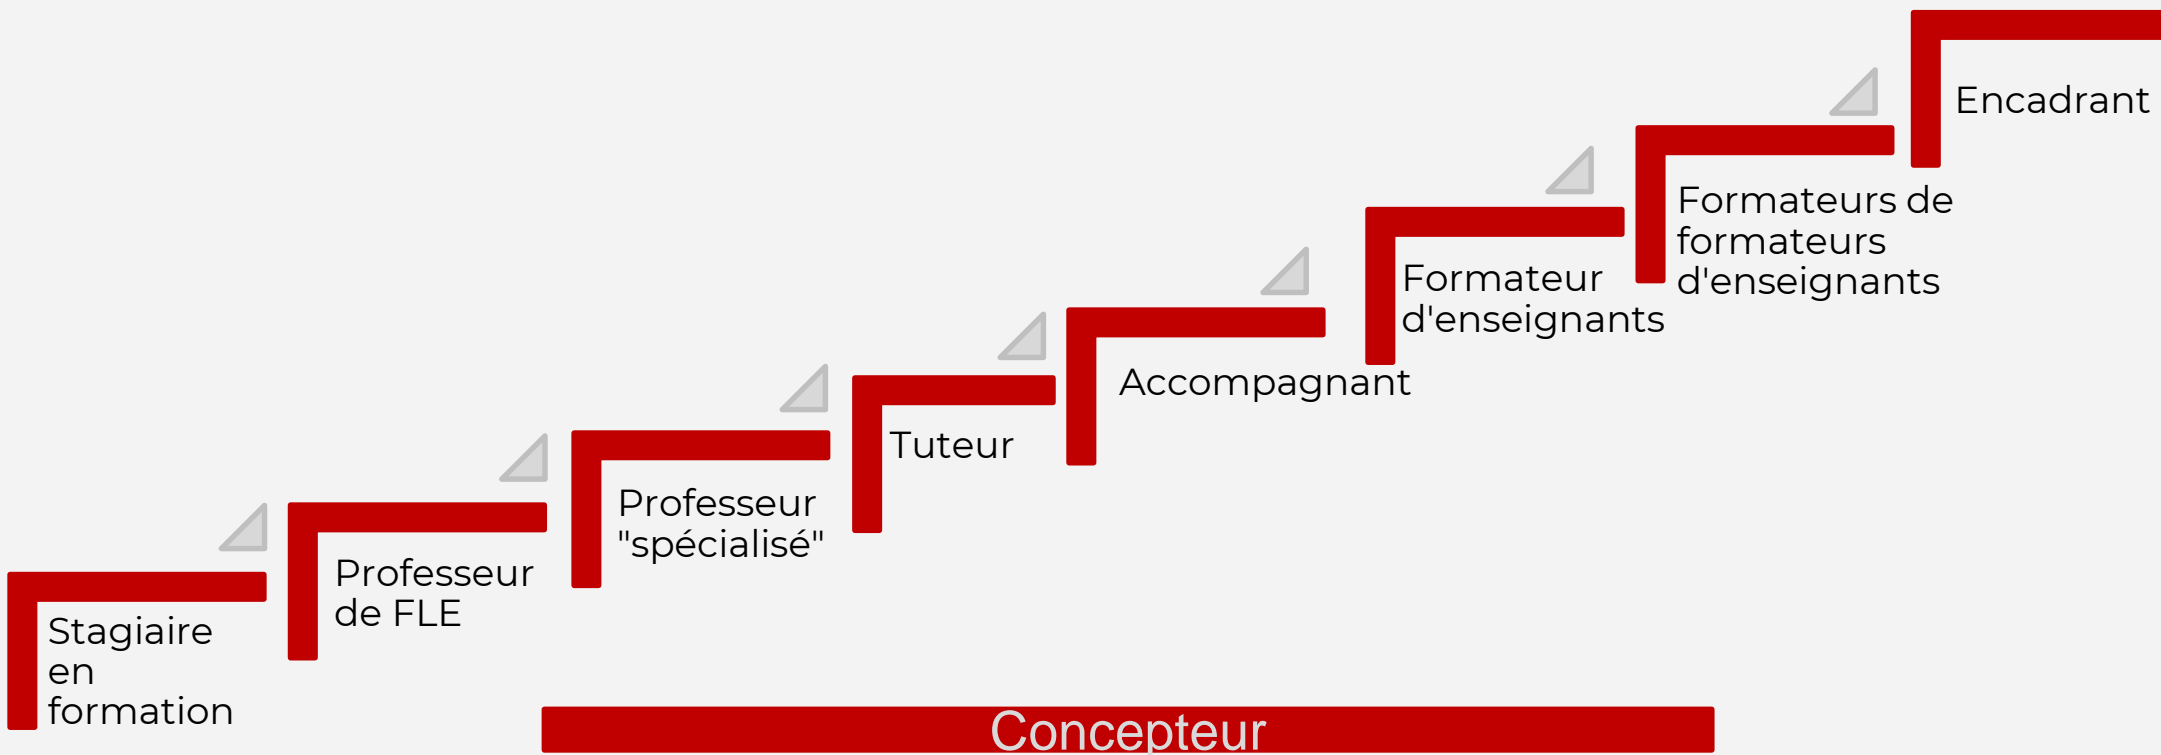 Stagiaire
en
formation
Professeur
de FLE
Professeur
"spécialisé"
Tuteur
Accompagnant
Formateur
d'enseignants
Formateurs de
formateurs
d'enseignants
Encadrant
Concepteur